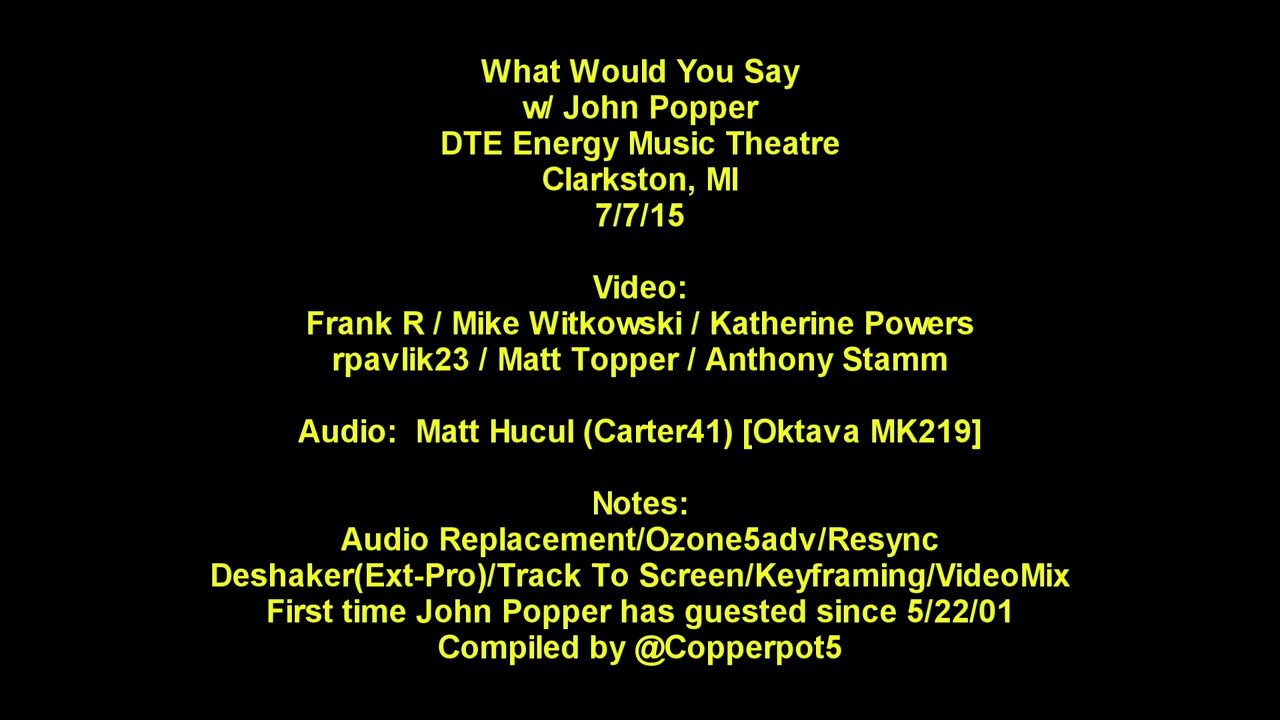 What Would You Say
w/ John Popper
DTE Energy Music Theatre
Clarkston, MI
7/7/15
Video:
Frank R / Mike Witkowski / Katherine Powers
rpavlik23 / Matt Topper / Anthony Stamm
Audio:  Matt Hucul (Carter41) [Oktava MK219]
Notes:
Audio Replacement/Ozone5adv/Resync
Deshaker(Ext-Pro)/Track To Screen/Keyframing/VideoMix
First time John Popper has guested since 5/22/01
Compiled by @Copperpot5